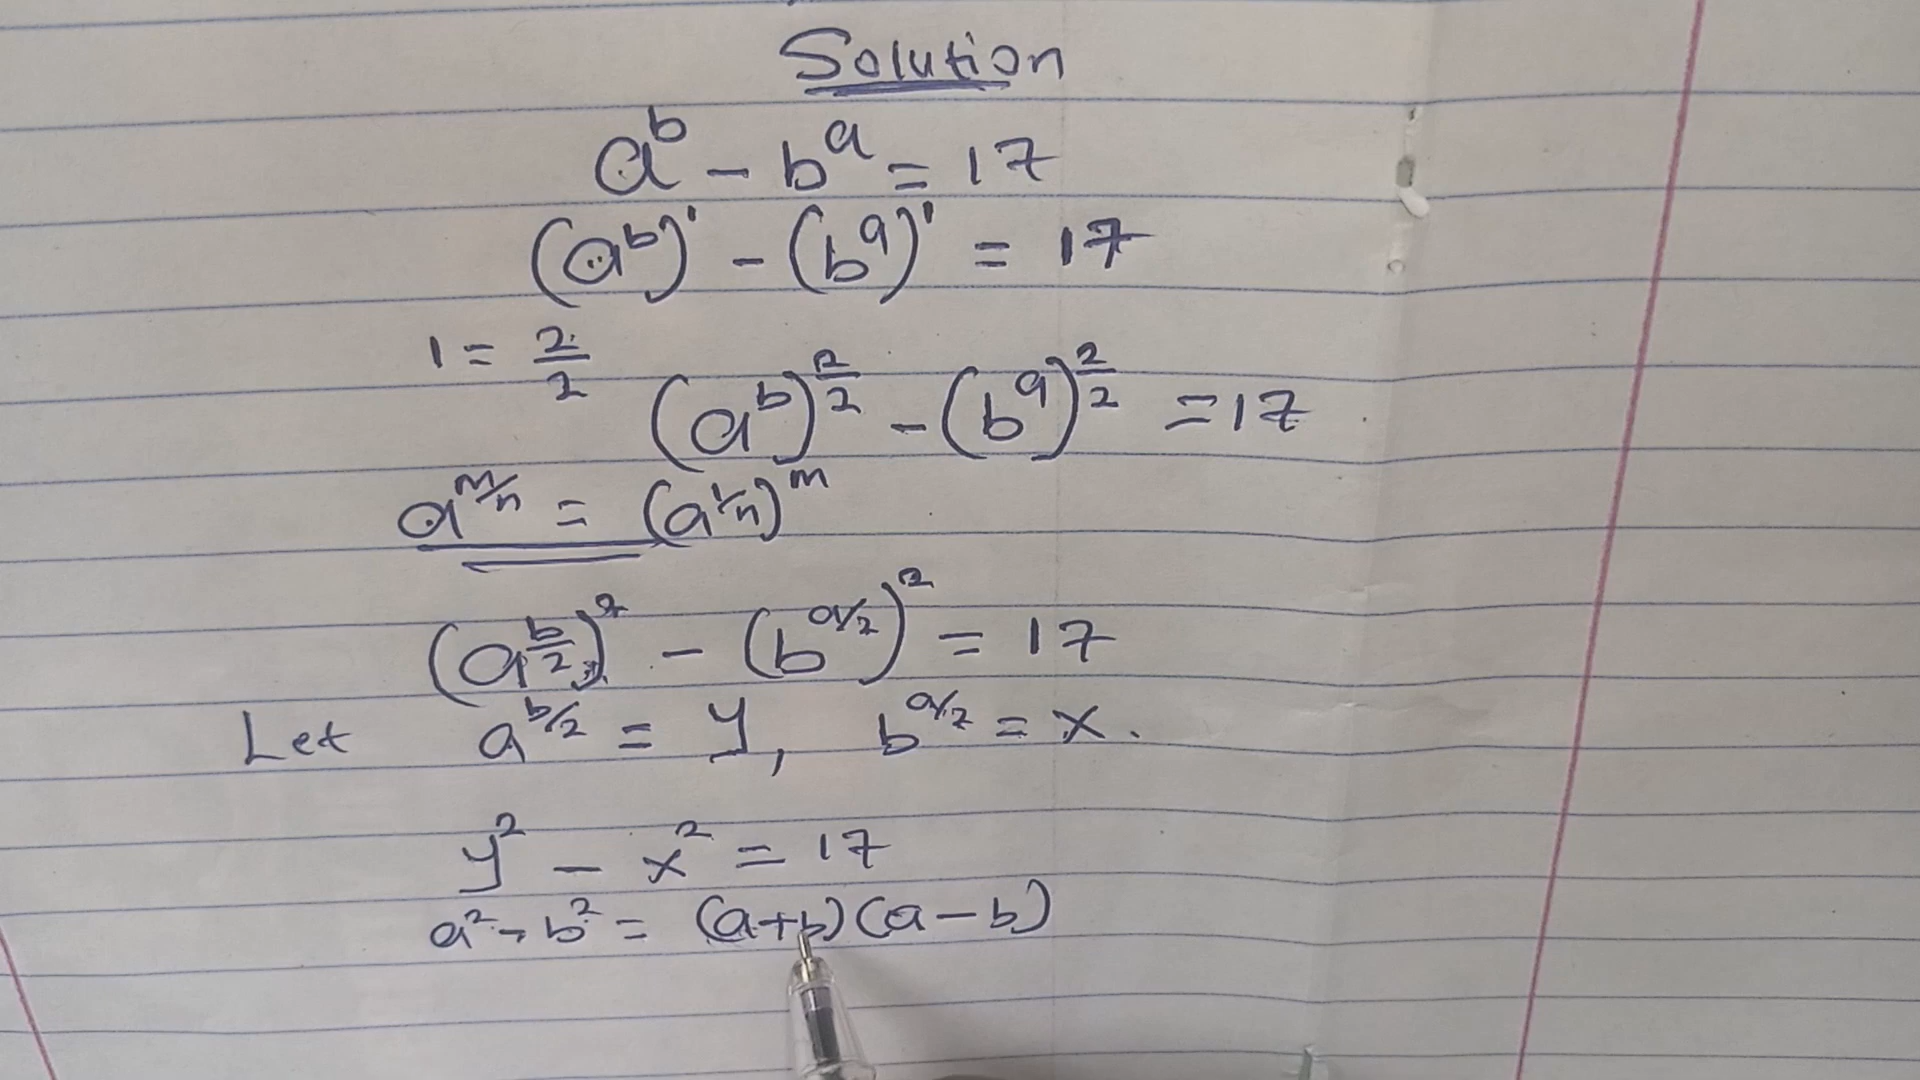 Solution
a^b - b^a = 17
(a^b)^1 - (b^a)^1 = 17
1 = 2/2 (a^b)^(2/2) - (b^a)^(2/2) = 17
a^(m/n) = (a^(1/n))^m
(a^(b/2))^2 - (b^(a/2))^2 = 17
Let a^(b/2) = y, b^(a/2) = x.
y^2 - x^2 = 17
a^2 - b^2 = (a+b)(a-b)